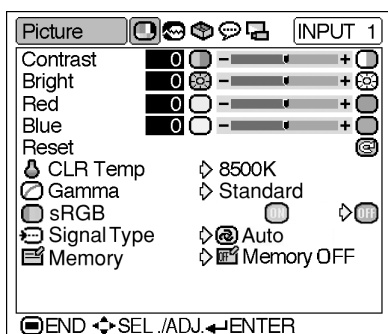 Picture INPUT 1
Contrast 0 - +
Bright 0 - +
Red 0 - +
Blue 0 - +
Reset
CLR Temp 8500K
Gamma Standard
sRGB ON OFF
Signal Type Auto
Memory OFF Memory OFF
END SEL./ADJ. ENTER